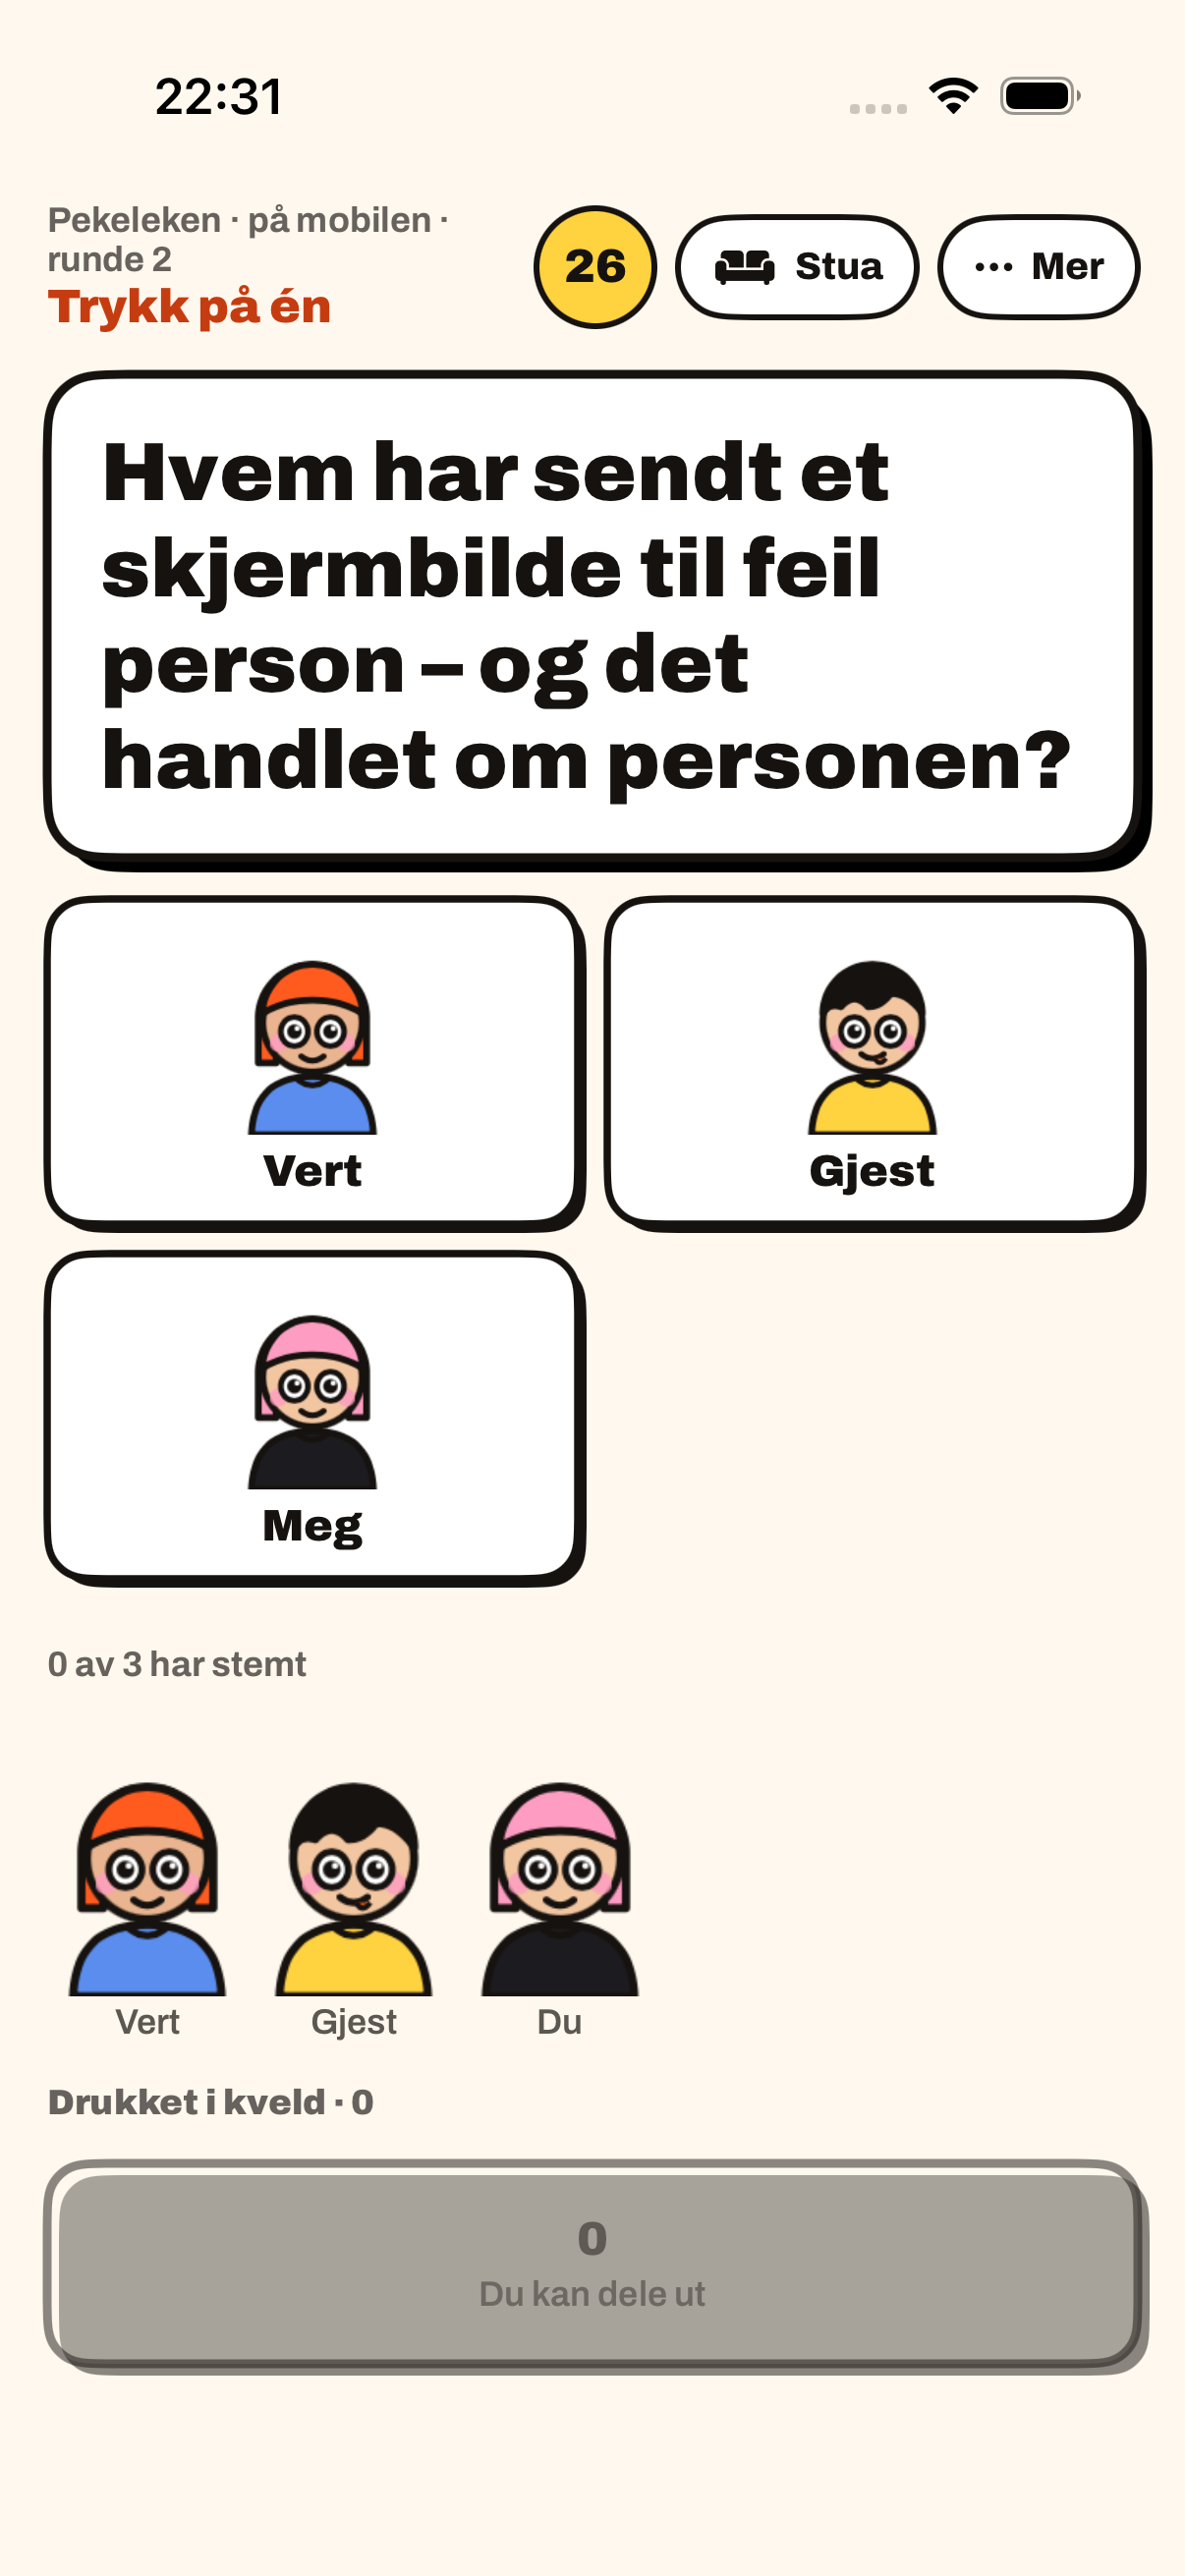 22:31
Pekeleken · på mobilen ·
runde 2
Trykk på én
26
Stua
Mer
Hvem har sendt et
skjermbilde til feil
person – og det
handlet om personen?
Vert
Gjest
Meg
0 av 3 har stemt
Vert
Gjest
Du
Drukket i kveld · 0
0
Du kan dele ut